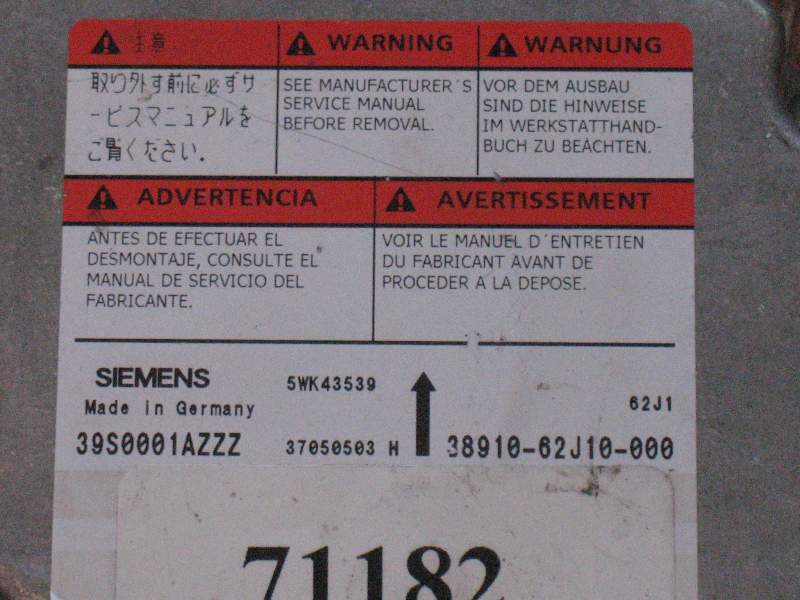 注意
取り外す前に必ずサ
ービスマニュアルを
ご覧ください.
WARNING
SEE MANUFACTURER´S
SERVICE MANUAL
BEFORE REMOVAL.
WARNUNG
VOR DEM AUSBAU
SIND DIE HINWEISE
IM WERKSTATTHAND-
BUCH ZU BEACHTEN.
ADVERTENCIA
ANTES DE EFECTUAR EL
DESMONTAJE, CONSULTE EL
MANUAL DE SERVICIO DEL
FABRICANTE.
AVERTISSEMENT
VOIR LE MANUEL D´ENTRETIEN
DU FABRICANT AVANT DE
PROCEDER A LA DEPOSE.
SIEMENS 5WK43539
Made in Germany 62J1
39S0001AZZZ 37050503 H 38910-62J10-000
71182